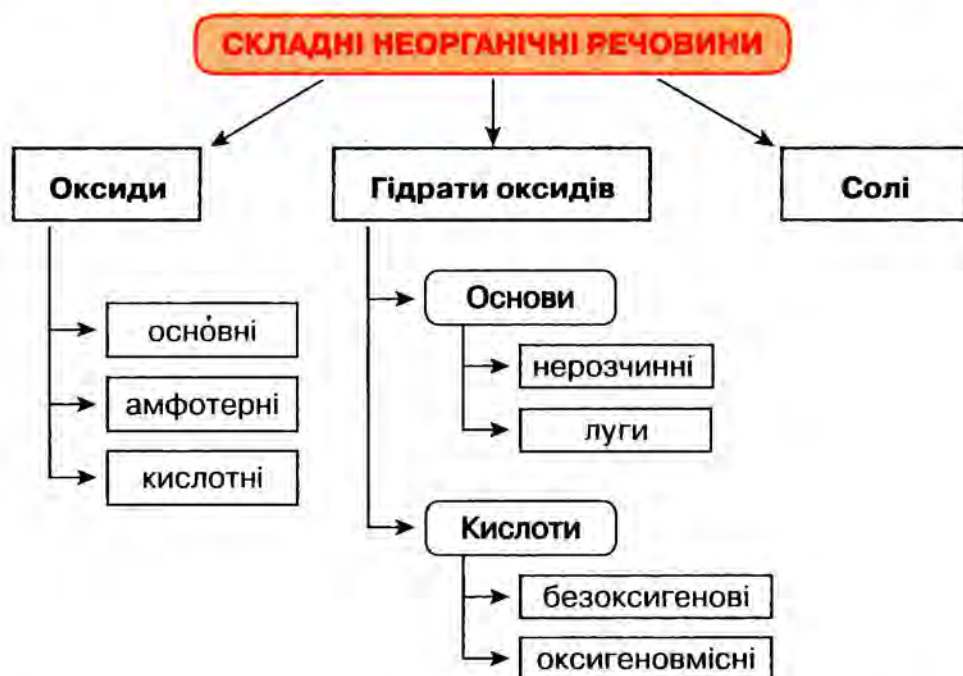 СКЛАДНІ НЕОРГАНІЧНІ РЕЧОВИНИ
Оксиди
осно́вні
амфотерні
кислотні
Гідрати оксидів
Основи
нерозчинні
луги
Кислоти
безоксигенові
оксигеновмісні
Солі